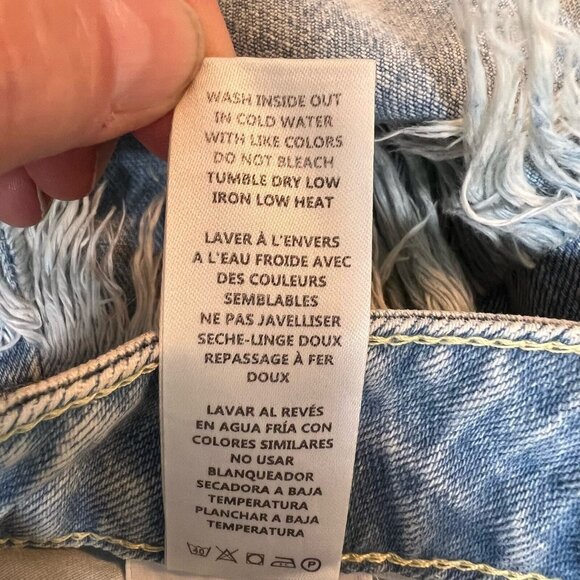 WASH INSIDE OUT
IN COLD WATER
WITH LIKE COLORS
DO NOT BLEACH
TUMBLE DRY LOW
IRON LOW HEAT
LAVER À L'ENVERS
A L'EAU FROIDE AVEC
DES COULEURS
SEMBLABLES
NE PAS JAVELLISER
SECHE-LINGE DOUX
REPASSAGE À FER
DOUX
LAVAR AL REVÉS
EN AGUA FRÍA CON
COLORES SIMILARES
NO USAR
BLANQUEADOR
SECADORA A BAJA
TEMPERATURA
PLANCHAR A BAJA
TEMPERATURA
40 P